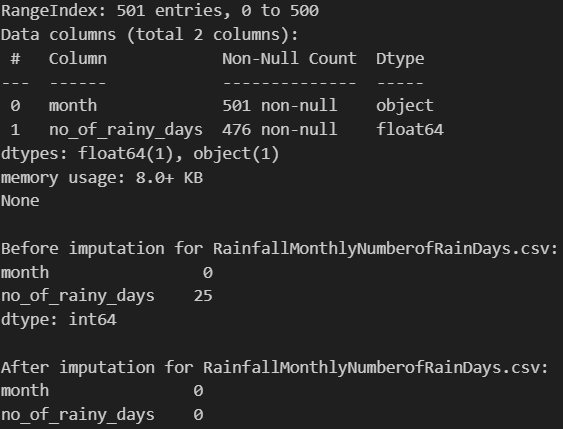 RangeIndex: 501 entries, 0 to 500
Data columns (total 2 columns):
 #   Column           Non-Null Count  Dtype
---  ------           --------------  -----
 0   month            501 non-null    object
 1   no_of_rainy_days  476 non-null    float64
dtypes: float64(1), object(1)
memory usage: 8.0+ KB
None

Before imputation for RainfallMonthlyNumberofRainDays.csv:
month                0
no_of_rainy_days    25
dtype: int64

After imputation for RainfallMonthlyNumberofRainDays.csv:
month               0
no_of_rainy_days    0